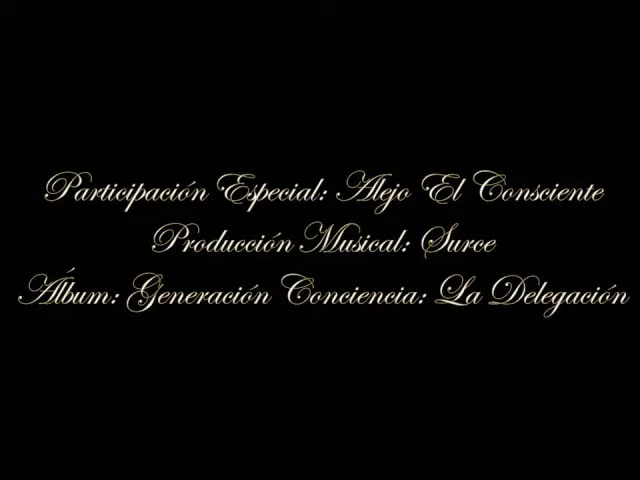 Participación Especial: Alejo El Consciente
Producción Musical: Surce
Álbum: Generación Conciencia: La Delegación